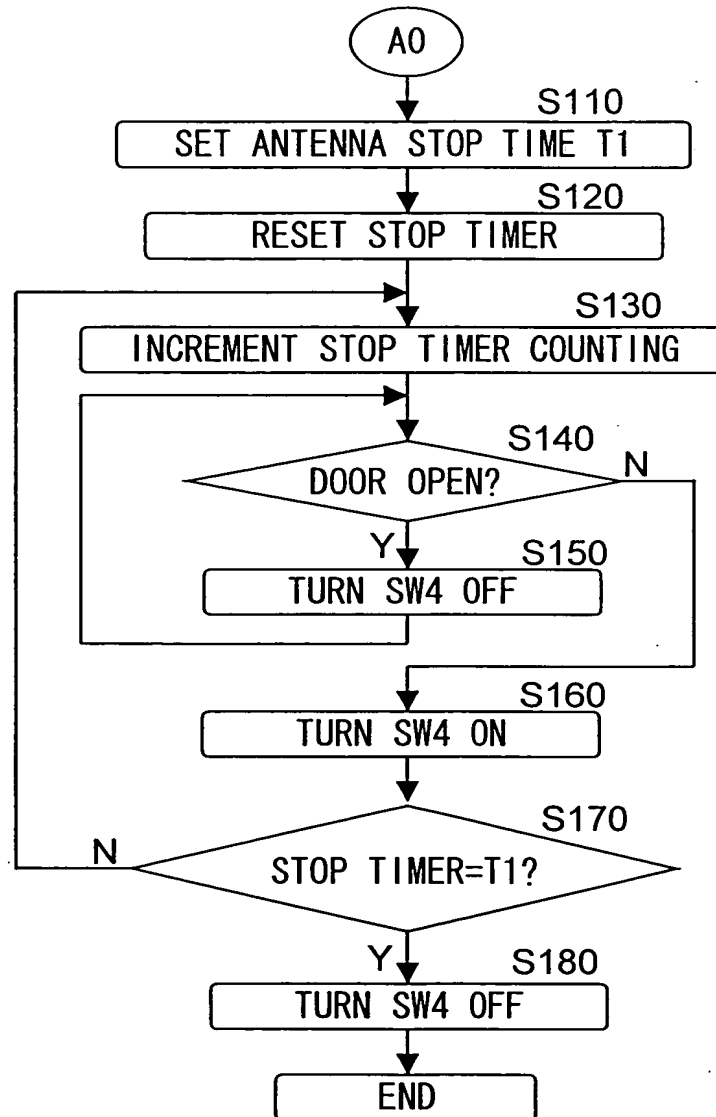 A0
S110
SET ANTENNA STOP TIME T1
S120
RESET STOP TIMER
S130
INCREMENT STOP TIMER COUNTING
S140
DOOR OPEN?
N
Y
S150
TURN SW4 OFF
S160
TURN SW4 ON
S170
N
STOP TIMER=T1?
Y
S180
TURN SW4 OFF
END